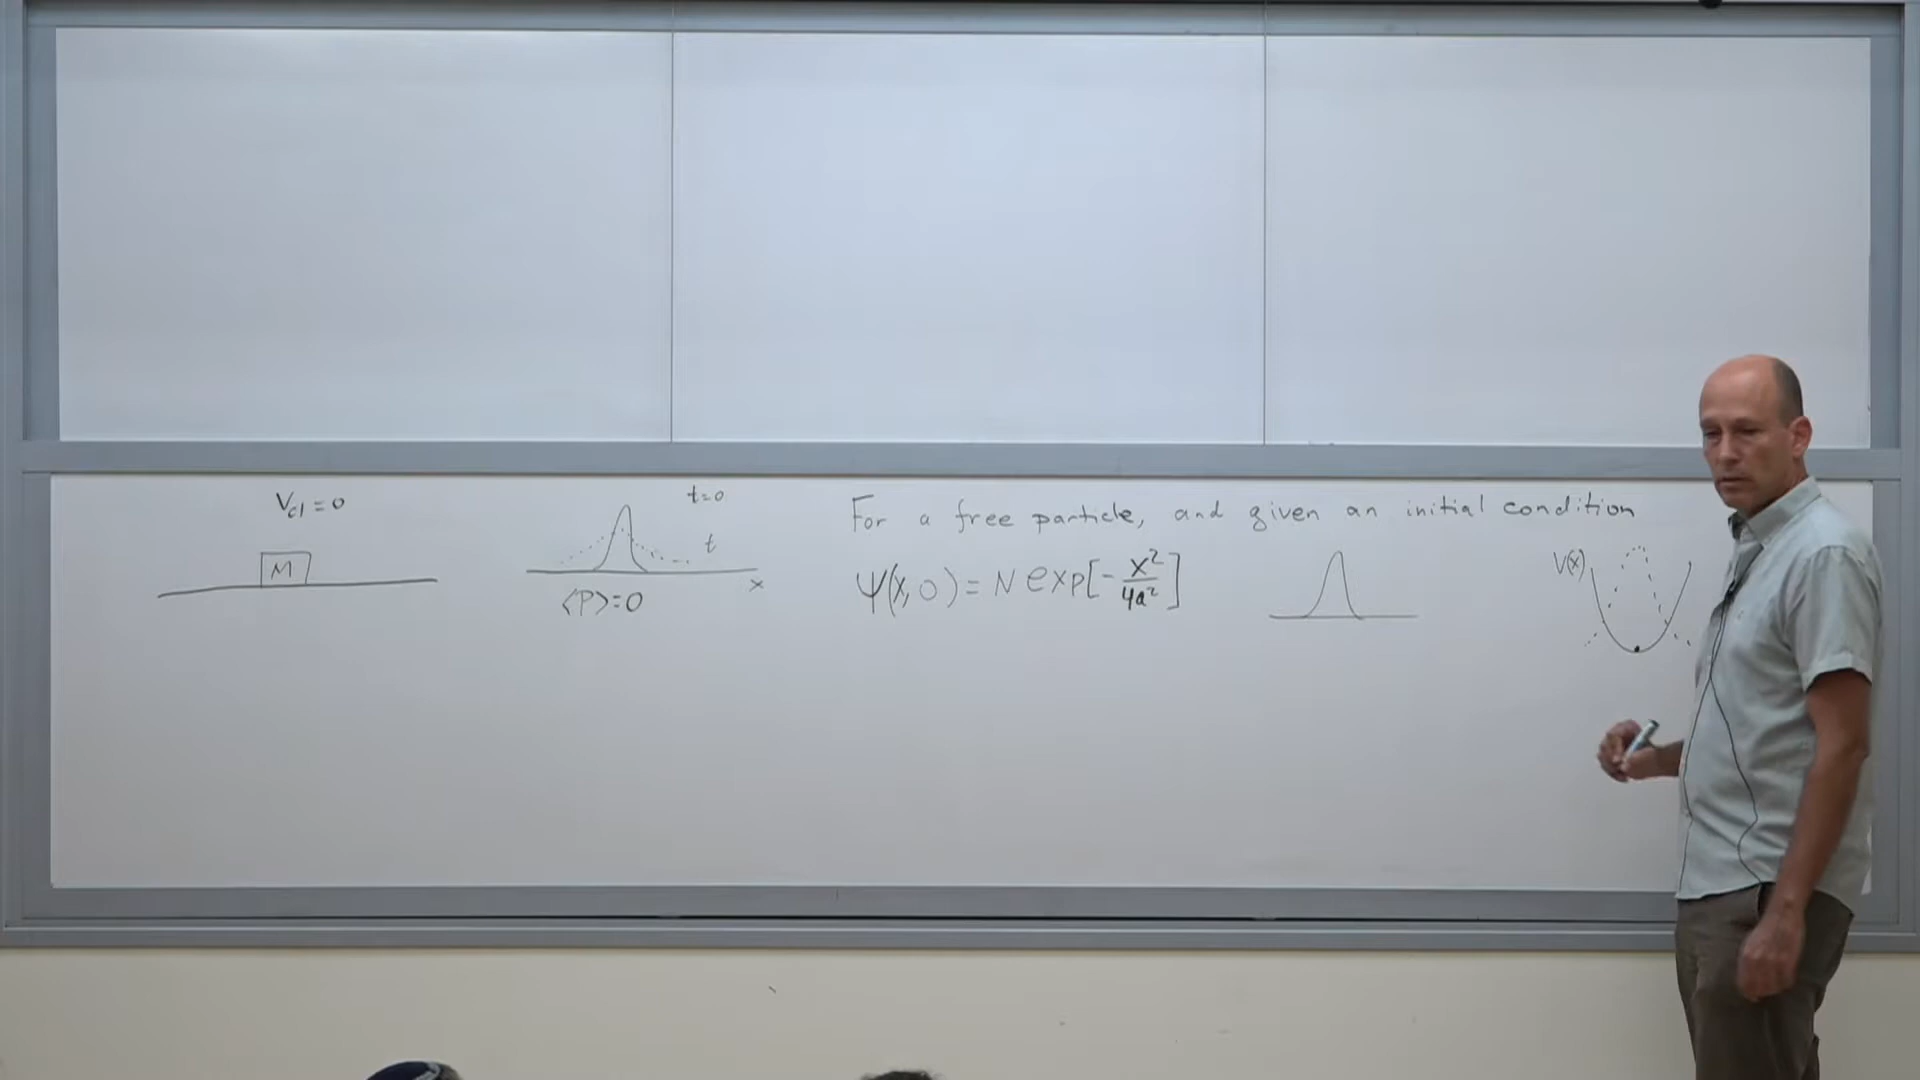 V_cl = 0
M
t=0
t
x
⟨P⟩=0
For a free particle, and given an initial condition
ψ(x, 0) = N exp[-x²/4a²]
V(x)